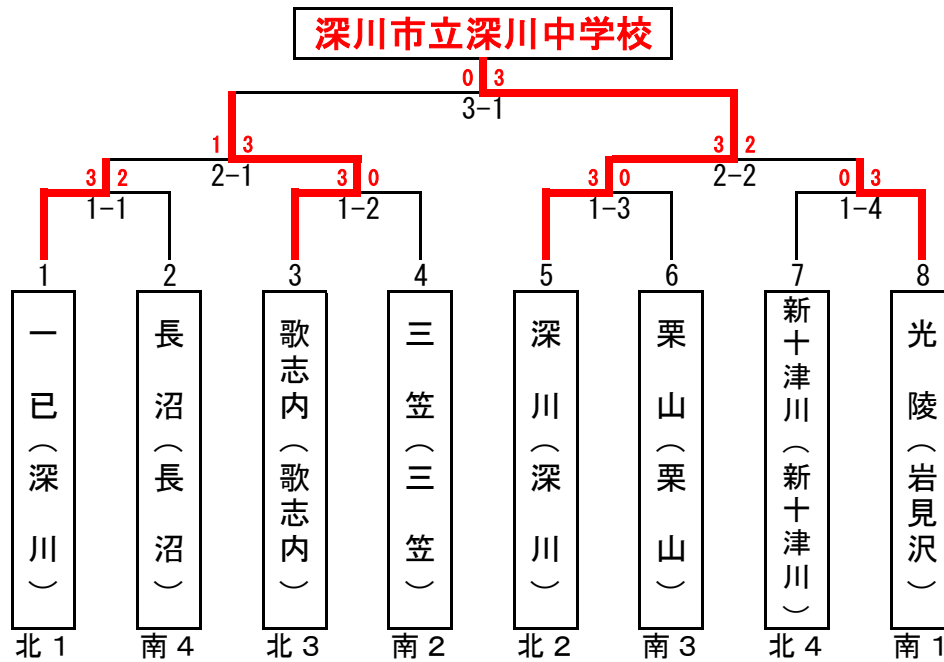 深川市立深川中学校
0 3
3-1
1 3
3 2
2-1
2-2
3 2
3 0
3 0
0 3
1-1
1-2
1-3
1-4
1 2 3 4 5 6 7 8
一已(深川)
長沼(長沼)
歌志内(歌志内)
三笠(三笠)
深川(深川)
栗山(栗山)
新十津川(新十津川)
光陵(岩見沢)
北1 南4 北3 南2 北2 南3 北4 南1